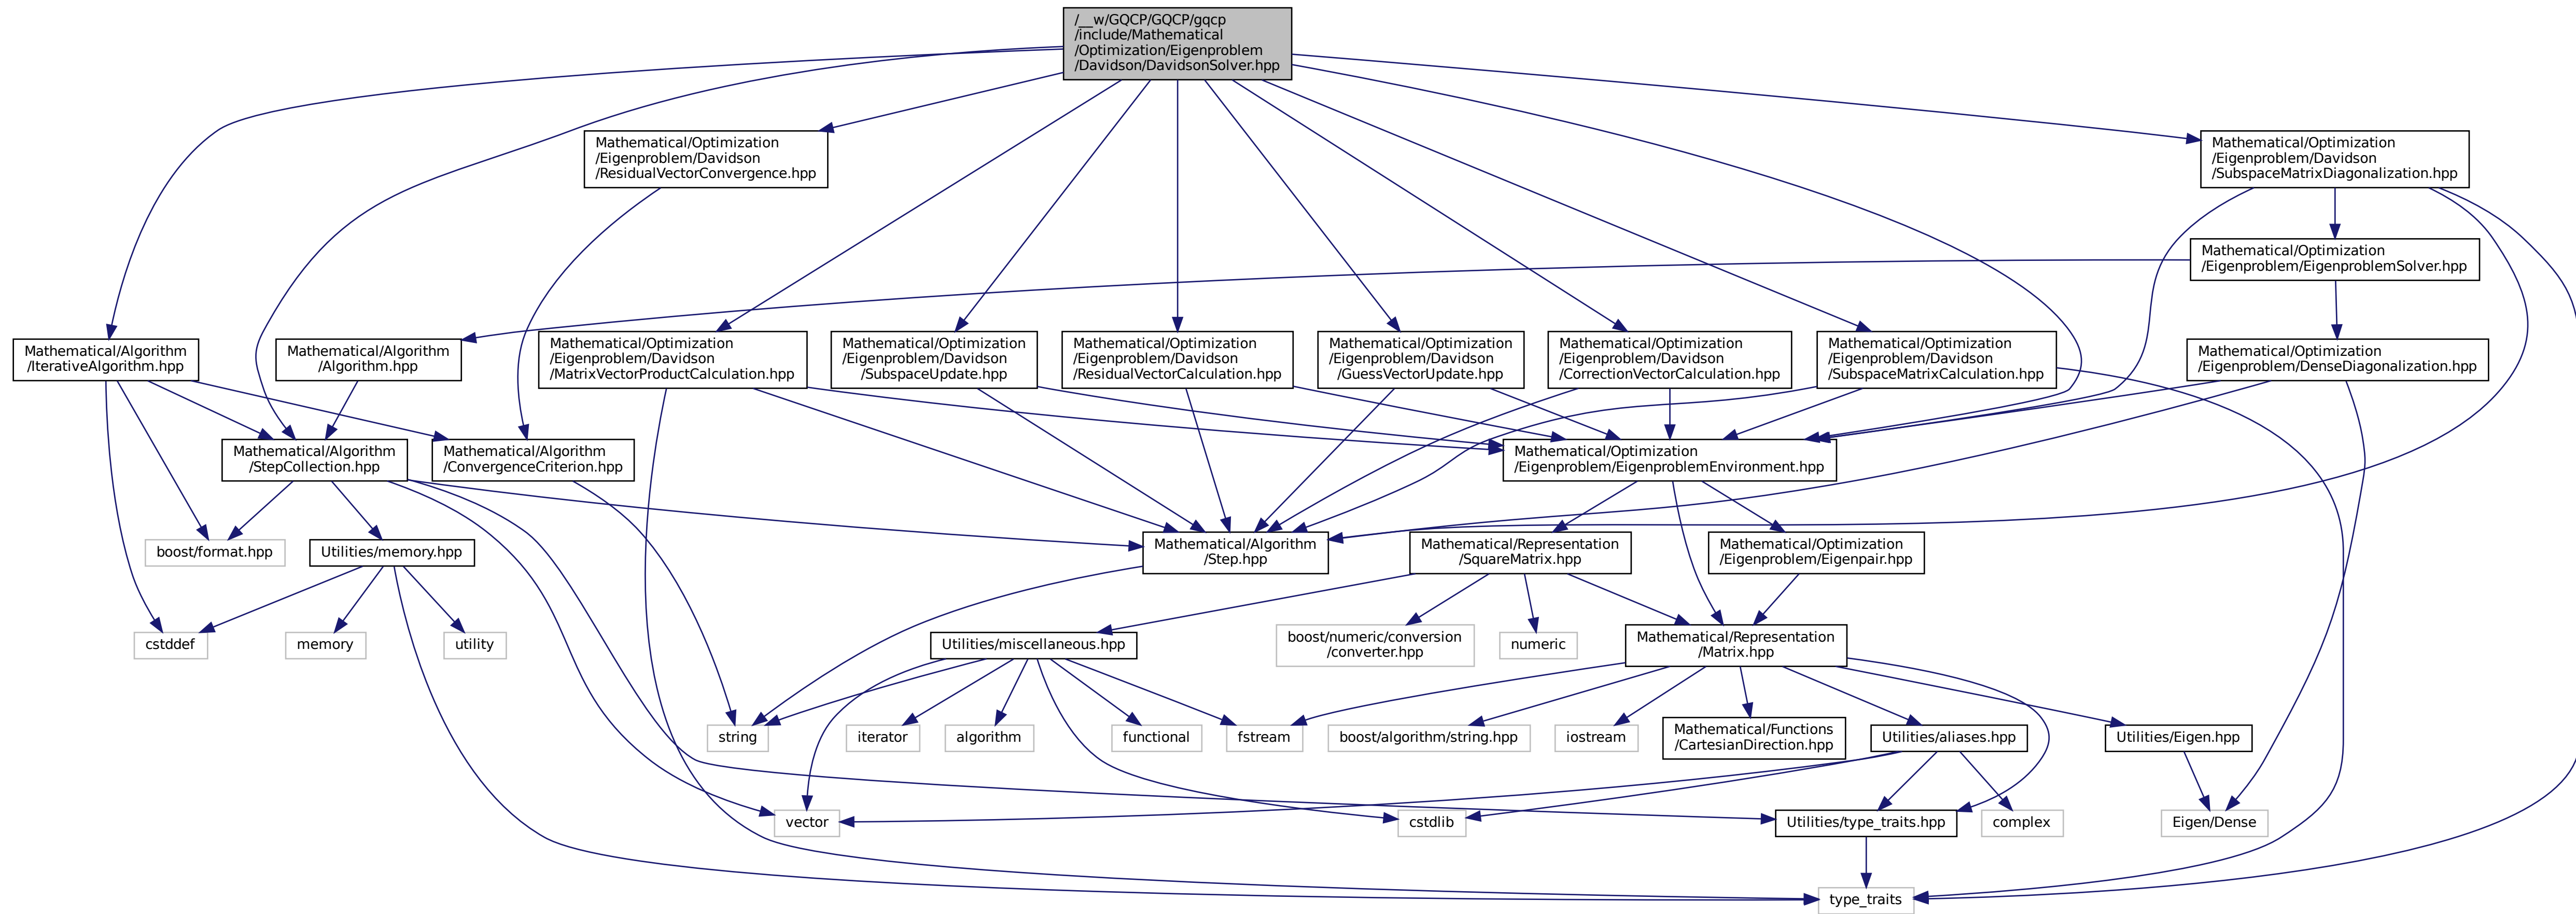 /__w/GQCP/GQCP/gqcp
/include/Mathematical
/Optimization/Eigenproblem
/Davidson/DavidsonSolver.hpp
Mathematical/Optimization
/Eigenproblem/Davidson
/ResidualVectorConvergence.hpp
Mathematical/Optimization
/Eigenproblem/Davidson
/SubspaceMatrixDiagonalization.hpp
Mathematical/Optimization
/Eigenproblem/EigenproblemSolver.hpp
Mathematical/Algorithm
/IterativeAlgorithm.hpp
Mathematical/Algorithm
/Algorithm.hpp
Mathematical/Optimization
/Eigenproblem/Davidson
/MatrixVectorProductCalculation.hpp
Mathematical/Optimization
/Eigenproblem/Davidson
/SubspaceUpdate.hpp
Mathematical/Optimization
/Eigenproblem/Davidson
/ResidualVectorCalculation.hpp
Mathematical/Optimization
/Eigenproblem/Davidson
/GuessVectorUpdate.hpp
Mathematical/Optimization
/Eigenproblem/Davidson
/CorrectionVectorCalculation.hpp
Mathematical/Optimization
/Eigenproblem/Davidson
/SubspaceMatrixCalculation.hpp
Mathematical/Optimization
/Eigenproblem/DenseDiagonalization.hpp
Mathematical/Algorithm
/StepCollection.hpp
Mathematical/Algorithm
/ConvergenceCriterion.hpp
Mathematical/Optimization
/Eigenproblem/EigenproblemEnvironment.hpp
boost/format.hpp
Utilities/memory.hpp
Mathematical/Algorithm
/Step.hpp
Mathematical/Representation
/SquareMatrix.hpp
Mathematical/Optimization
/Eigenproblem/Eigenpair.hpp
cstddef
memory
utility
Utilities/miscellaneous.hpp
boost/numeric/conversion
/converter.hpp
numeric
Mathematical/Representation
/Matrix.hpp
string
iterator
algorithm
functional
fstream
boost/algorithm/string.hpp
iostream
Mathematical/Functions
/CartesianDirection.hpp
Utilities/aliases.hpp
Utilities/Eigen.hpp
vector
cstdlib
Utilities/type_traits.hpp
complex
Eigen/Dense
type_traits